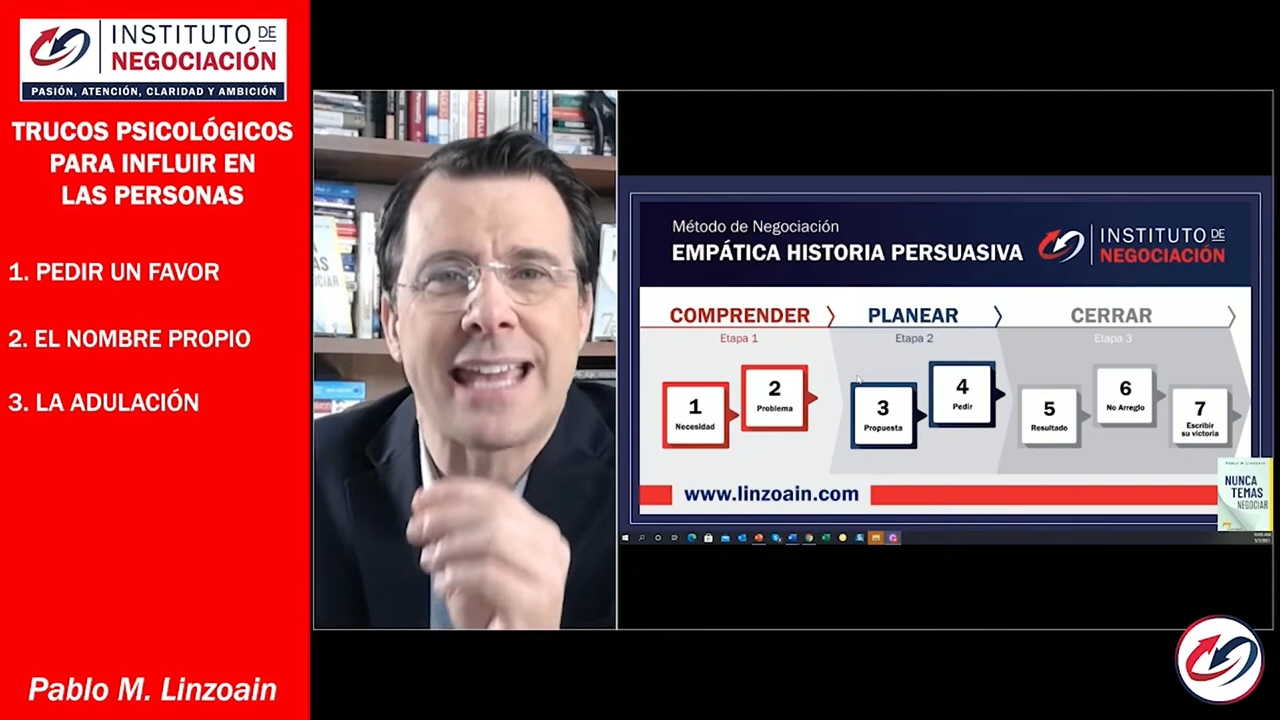 INSTITUTO DE
NEGOCIACIÓN
PASIÓN, ATENCIÓN, CLARIDAD Y AMBICIÓN
TRUCOS PSICOLÓGICOS
PARA INFLUIR EN
LAS PERSONAS
1. PEDIR UN FAVOR
2. EL NOMBRE PROPIO
3. LA ADULACIÓN
Pablo M. Linzoain
Método de Negociación
EMPÁTICA HISTORIA PERSUASIVA
INSTITUTO DE
NEGOCIACIÓN
COMPRENDER
Etapa 1
PLANEAR
Etapa 2
CERRAR
Etapa 3
1
Necesidad
2
Problema
3
Propuesta
4
Pedir
5
Resultado
6
No Arreglo
7
Escribir
su victoria
www.linzoain.com
PABLO M. LINZOAIN
NUNCA
TEMAS
NEGOCIAR